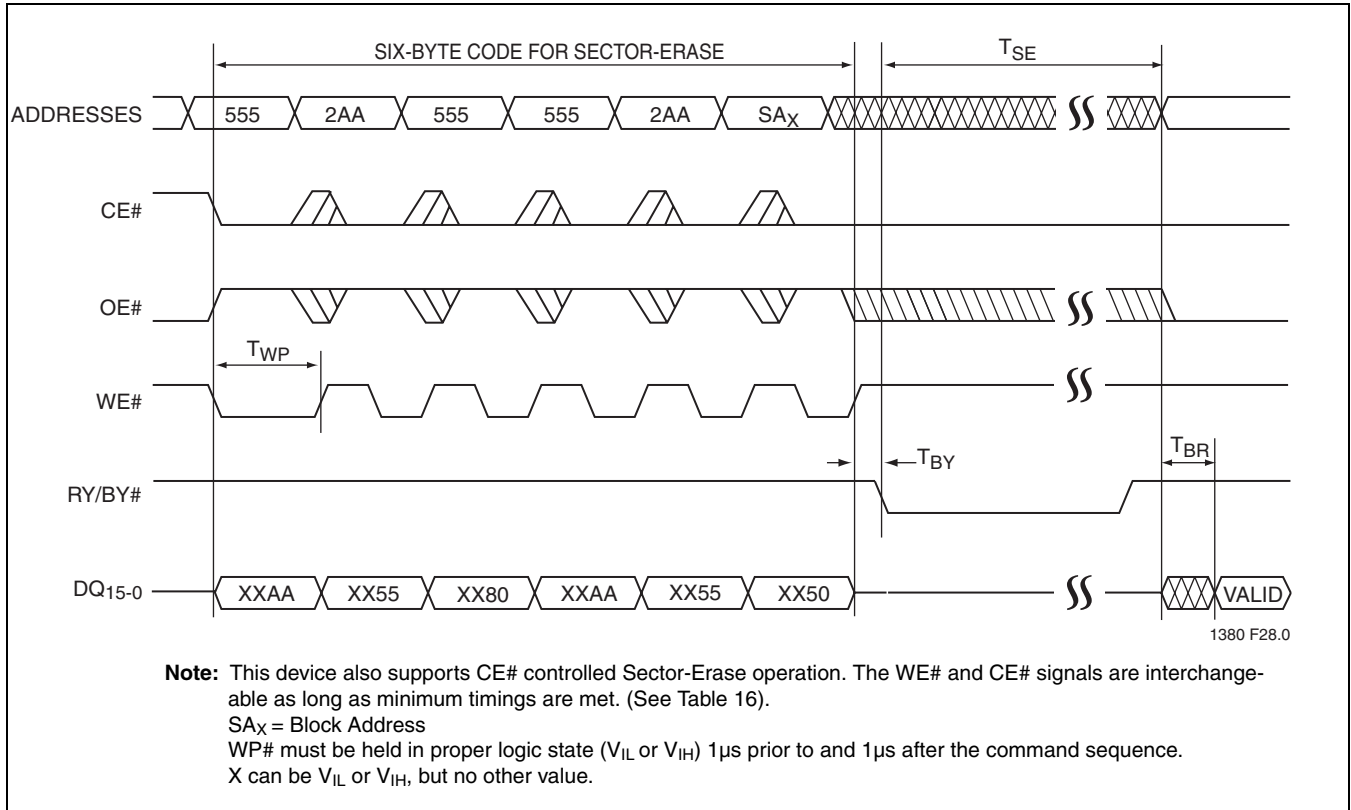 SIX-BYTE CODE FOR SECTOR-ERASE
TSE
ADDRESSES 555 2AA 555 555 2AA SAX
CE#
OE#
TWP
WE#
TBY
TBR
RY/BY#
DQ15-0 XXAA XX55 XX80 XXAA XX55 XX50 VALID
1380 F28.0
Note: This device also supports CE# controlled Sector-Erase operation. The WE# and CE# signals are interchange-
able as long as minimum timings are met. (See Table 16).
SAX = Block Address
WP# must be held in proper logic state (VIL or VIH) 1µs prior to and 1µs after the command sequence.
X can be VIL or VIH, but no other value.